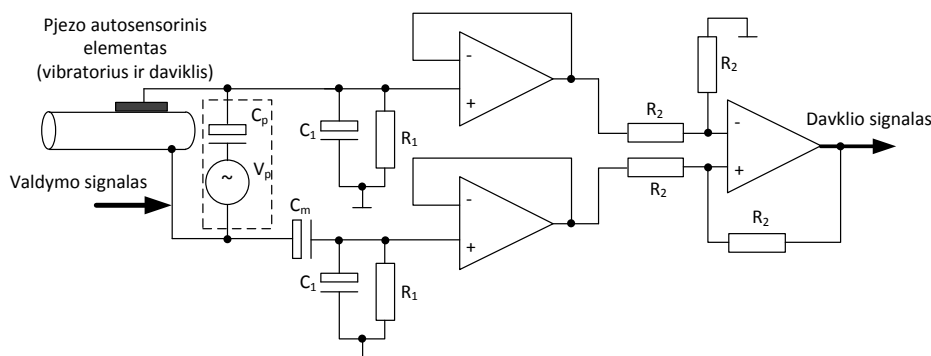 Pjezo autosensorinis
elementas
(vibratorius ir daviklis)
Cp
Vp
~
Valdymo signalas
C1
R1
Cm
C1
R1
-
+
-
+
R2
R2
R2
-
+
R2
Davklio signalas